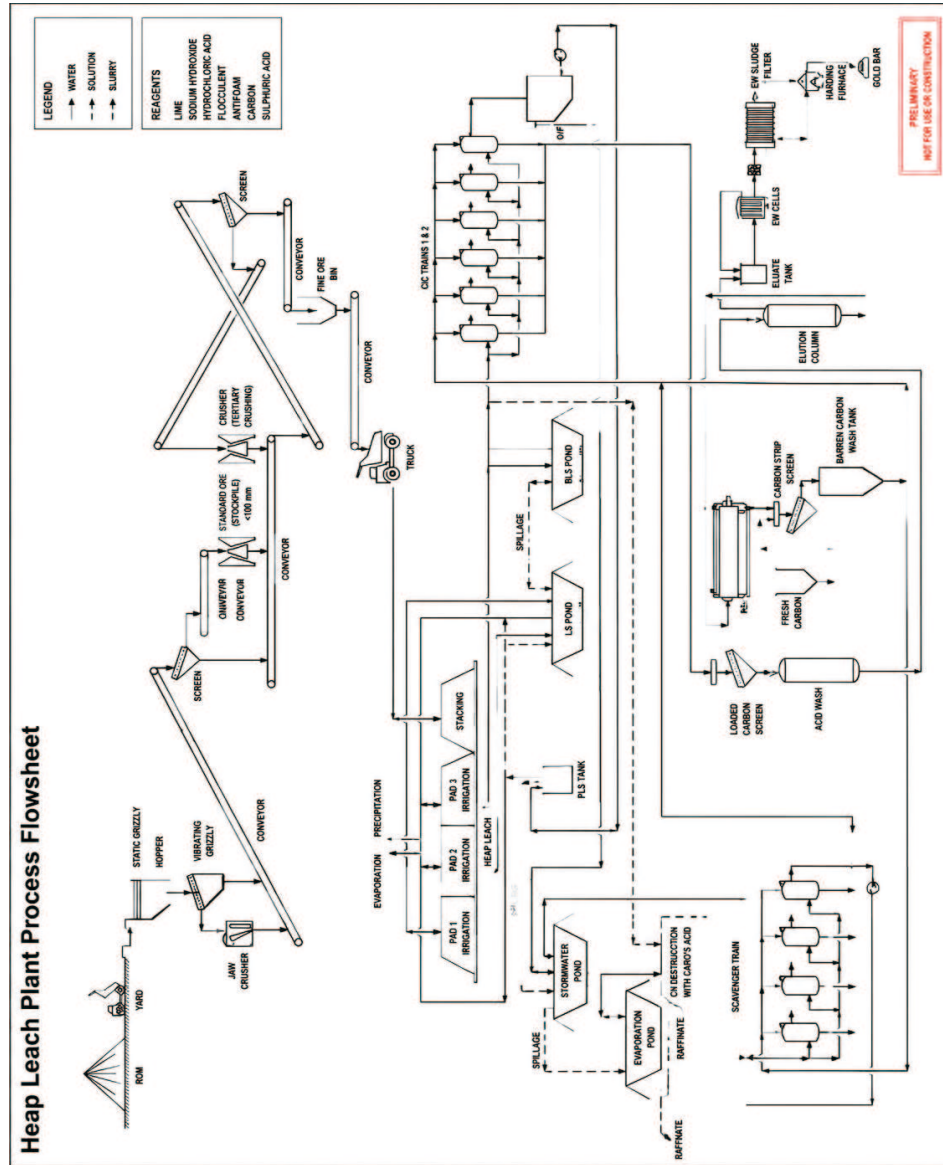 Heap Leach Plant Process Flowsheet
LEGEND
WATER
SOLUTION
SLURRY
REAGENTS
LIME
SODIUM HYDROXIDE
HYDROCHLORIC ACID
FLOCCULENT
ANTIFOAM
CARBON
SULPHURIC ACID
ROM
YARD
STATIC GRIZZLY
HOPPER
VIBRATING GRIZZLY
JAW
CRUSHER
CONVEYOR
SCREEN
CONVEYOR
STANDARD ORE
(STOCKPILE)
<100 mm
CONVEYOR
CRUSHER
(TERTIARY
CRUSHING)
SCREEN
CONVEYOR
FINE ORE
BIN
CONVEYOR
TRUCK
EVAPORATION
PRECIPITATION
PAD 1
IRRIGATION
PAD 2
IRRIGATION
PAD 3
IRRIGATION
STACKING
HEAP LEACH
PLS TANK
LS POND
SPILLAGE
BLS POND
CIC TRAINS 1 & 2
O/F
STORMWATER
POND
SPILLAGE
EVAPORATION
POND
CN DESTRUCCTION
WITH CARO'S ACID
RAFFINATE
RAFFNATE
SCAVENGER TRAIN
LOADED
CARBON
SCREEN
ACID WASH
FRESH
CARBON
CARBON STRIP
SCREEN
BARREN CARBON
WASH TANK
ELUTION
COLUMN
ELUATE
TANK
EW CELLS
EW SLUDGE
FILTER
HARDING
FURNACE
GOLD BAR
PRELIMINARY
NOT FOR USE OR CONSTRUCTION